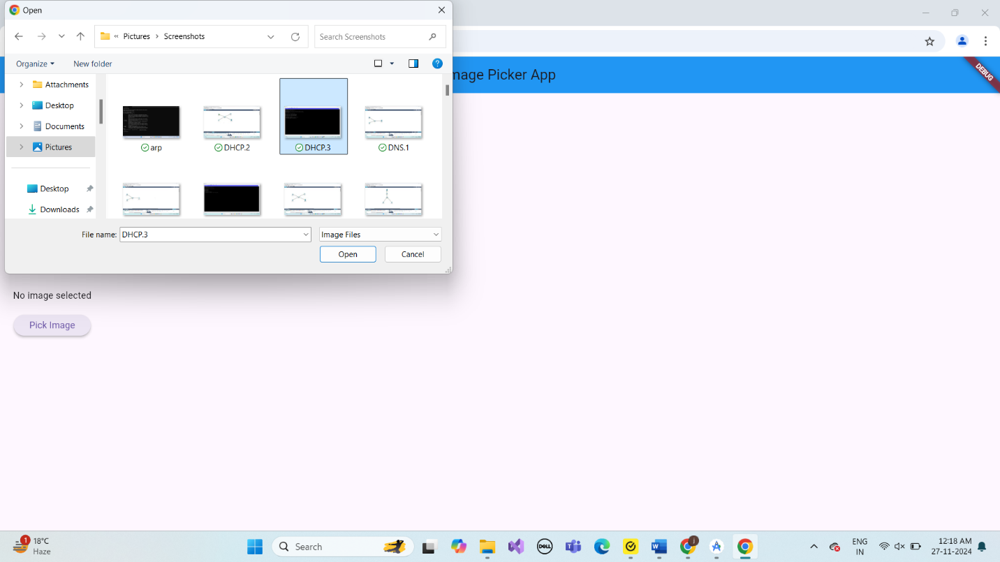 Open
« Pictures > Screenshots
Search Screenshots
Organize
New folder
mage Picker App
DEBUG
Attachments
Desktop
Documents
Pictures
Desktop
Downloads
arp
DHCP.2
DHCP.3
DNS.1
File name:
DHCP.3
Image Files
Open
Cancel
No image selected
Pick Image
1
18°C
Haze
Search
DELL
ENG
IN
12:18 AM
27-11-2024